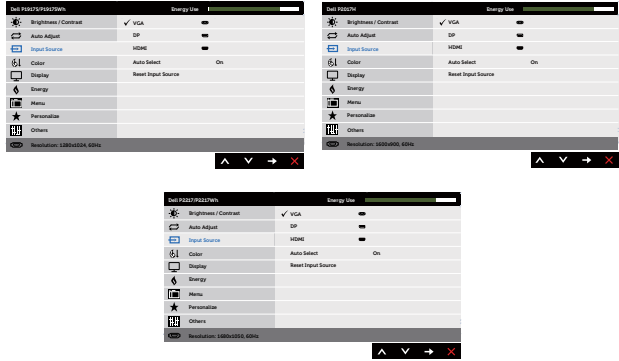 Dell P1917S/P1917SWh Energy Use
Brightness / Contrast ✓ VGA
Auto Adjust DP
Input Source HDMI
Color Auto Select On
Display Reset Input Source
Energy
Menu
Personalize
Others
Resolution: 1280x1024, 60Hz
Dell P2017H Energy Use
Brightness / Contrast ✓ VGA
Auto Adjust DP
Input Source HDMI
Color Auto Select On
Display Reset Input Source
Energy
Menu
Personalize
Others
Resolution: 1600x900, 60Hz
Dell P2217/P2217Wh Energy Use
Brightness / Contrast ✓ VGA
Auto Adjust DP
Input Source HDMI
Color Auto Select On
Display Reset Input Source
Energy
Menu
Personalize
Others
Resolution: 1680x1050, 60Hz